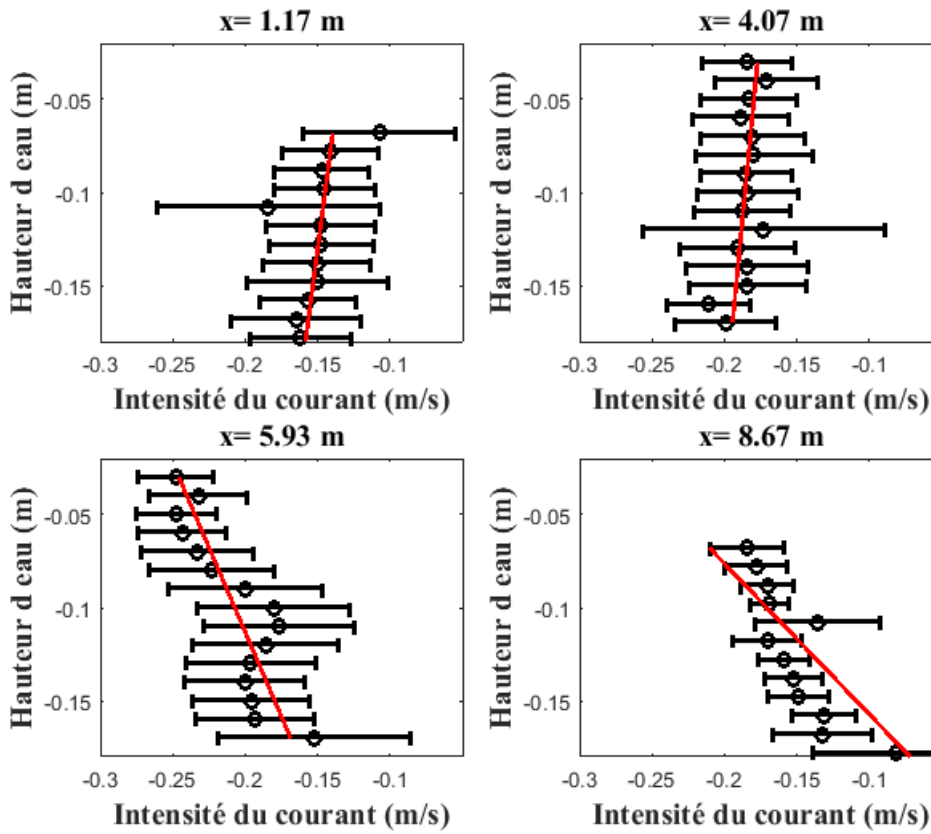 x= 1.17 m
Hauteur d cau (m)
-0.05
-0.1
-0.15
-0.3 -0.25 -0.2 -0.15 -0.1
Intensité du courant (m/s)
x= 4.07 m
Hauteur d cau (m)
-0.05
-0.1
-0.15
-0.3 -0.25 -0.2 -0.15 -0.1
Intensité du courant (m/s)
x= 5.93 m
Hauteur d cau (m)
-0.05
-0.1
-0.15
-0.3 -0.25 -0.2 -0.15 -0.1
Intensité du courant (m/s)
x= 8.67 m
Hauteur d cau (m)
-0.05
-0.1
-0.15
-0.3 -0.25 -0.2 -0.15 -0.1
Intensité du courant (m/s)